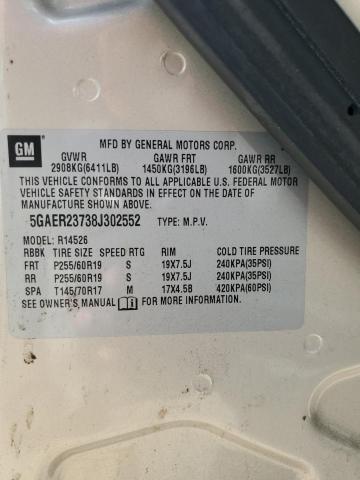 GM
MFD BY GENERAL MOTORS CORP.
GVWR GAWR FRT GAWR RR
2908KG(6411LB) 1450KG(3196LB) 1600KG(3527LB)
THIS VEHICLE CONFORMS TO ALL APPLICABLE U.S. FEDERAL MOTOR
VEHICLE SAFETY STANDARDS IN EFFECT ON THE DATE OF
MANUFACTURE SHOWN ABOVE.
5GAER23738J302552 TYPE: M.P.V.
MODEL: R14526
RBBK TIRE SIZE SPEED RTG RIM COLD TIRE PRESSURE
FRT P255/60R19 S 19X7.5J 240KPA(35PSI)
RR P255/60R19 S 19X7.5J 240KPA(35PSI)
SPA T145/70R17 M 17X4.5B 420KPA(60PSI)
SEE OWNER'S MANUAL FOR MORE INFORMATION.